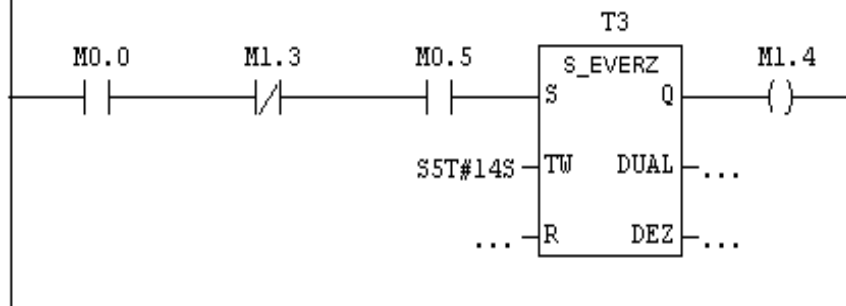 T3
M0.0 M1.3 M0.5 S_EVERZ M1.4
S Q
S5T#14S TW DUAL ...
... R DEZ ...